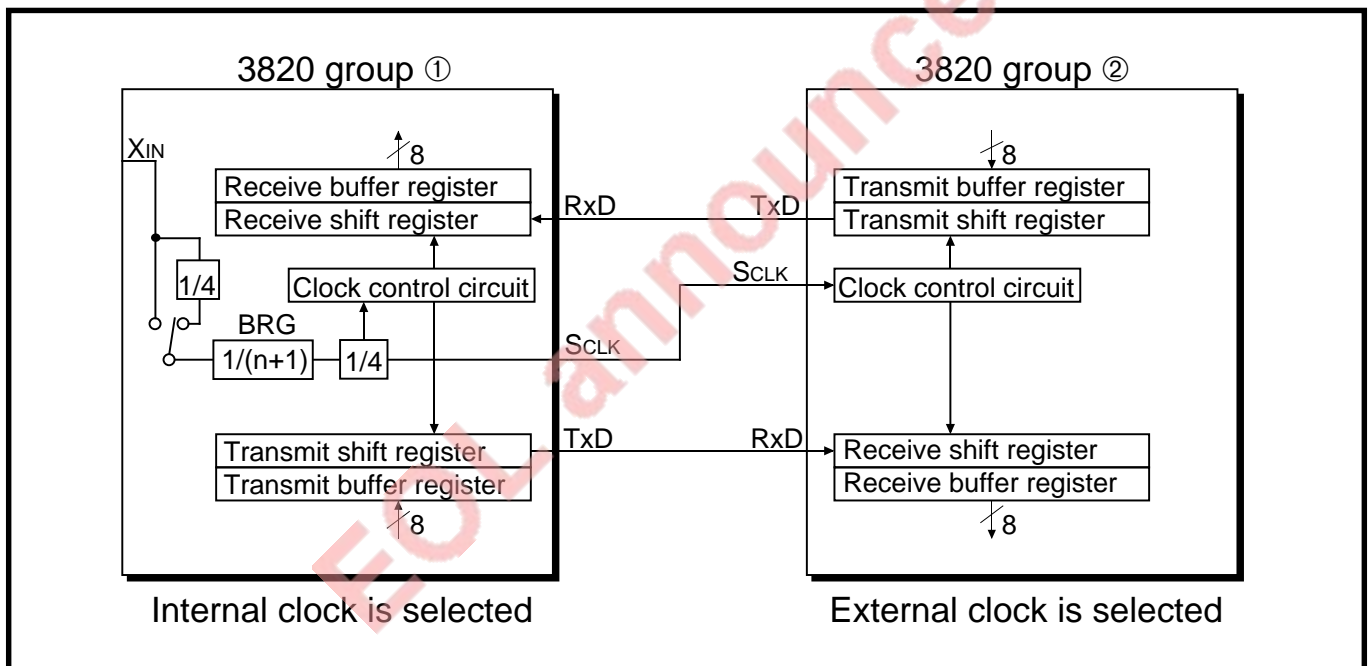 3820 group ①
3820 group ②
XIN
8
8
Receive buffer register
Transmit buffer register
Receive shift register
RxD
TxD
Transmit shift register
1/4
Clock control circuit
SCLK
Clock control circuit
BRG
1/(n+1)
1/4
SCLK
Transmit shift register
TxD
RxD
Receive shift register
Transmit buffer register
Receive buffer register
8
8
Internal clock is selected
External clock is selected
EOL announce